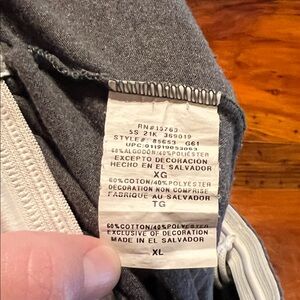 RN#15763
5S 21K 369019
STYLE# 85653 G61
60% ALGODON/40% POLIESTER
EXCEPTO DECORACION
HECHO EN EL SALVADOR
XG
60%COTON/40%POLYESTER
DECORATION NON COMPRISE
FABRIQUE AU SALVADOR
TG
60%COTTON/40%POLYESTER
EXCLUSIVE OF DECORATION
MADE IN EL SALVADOR
XL